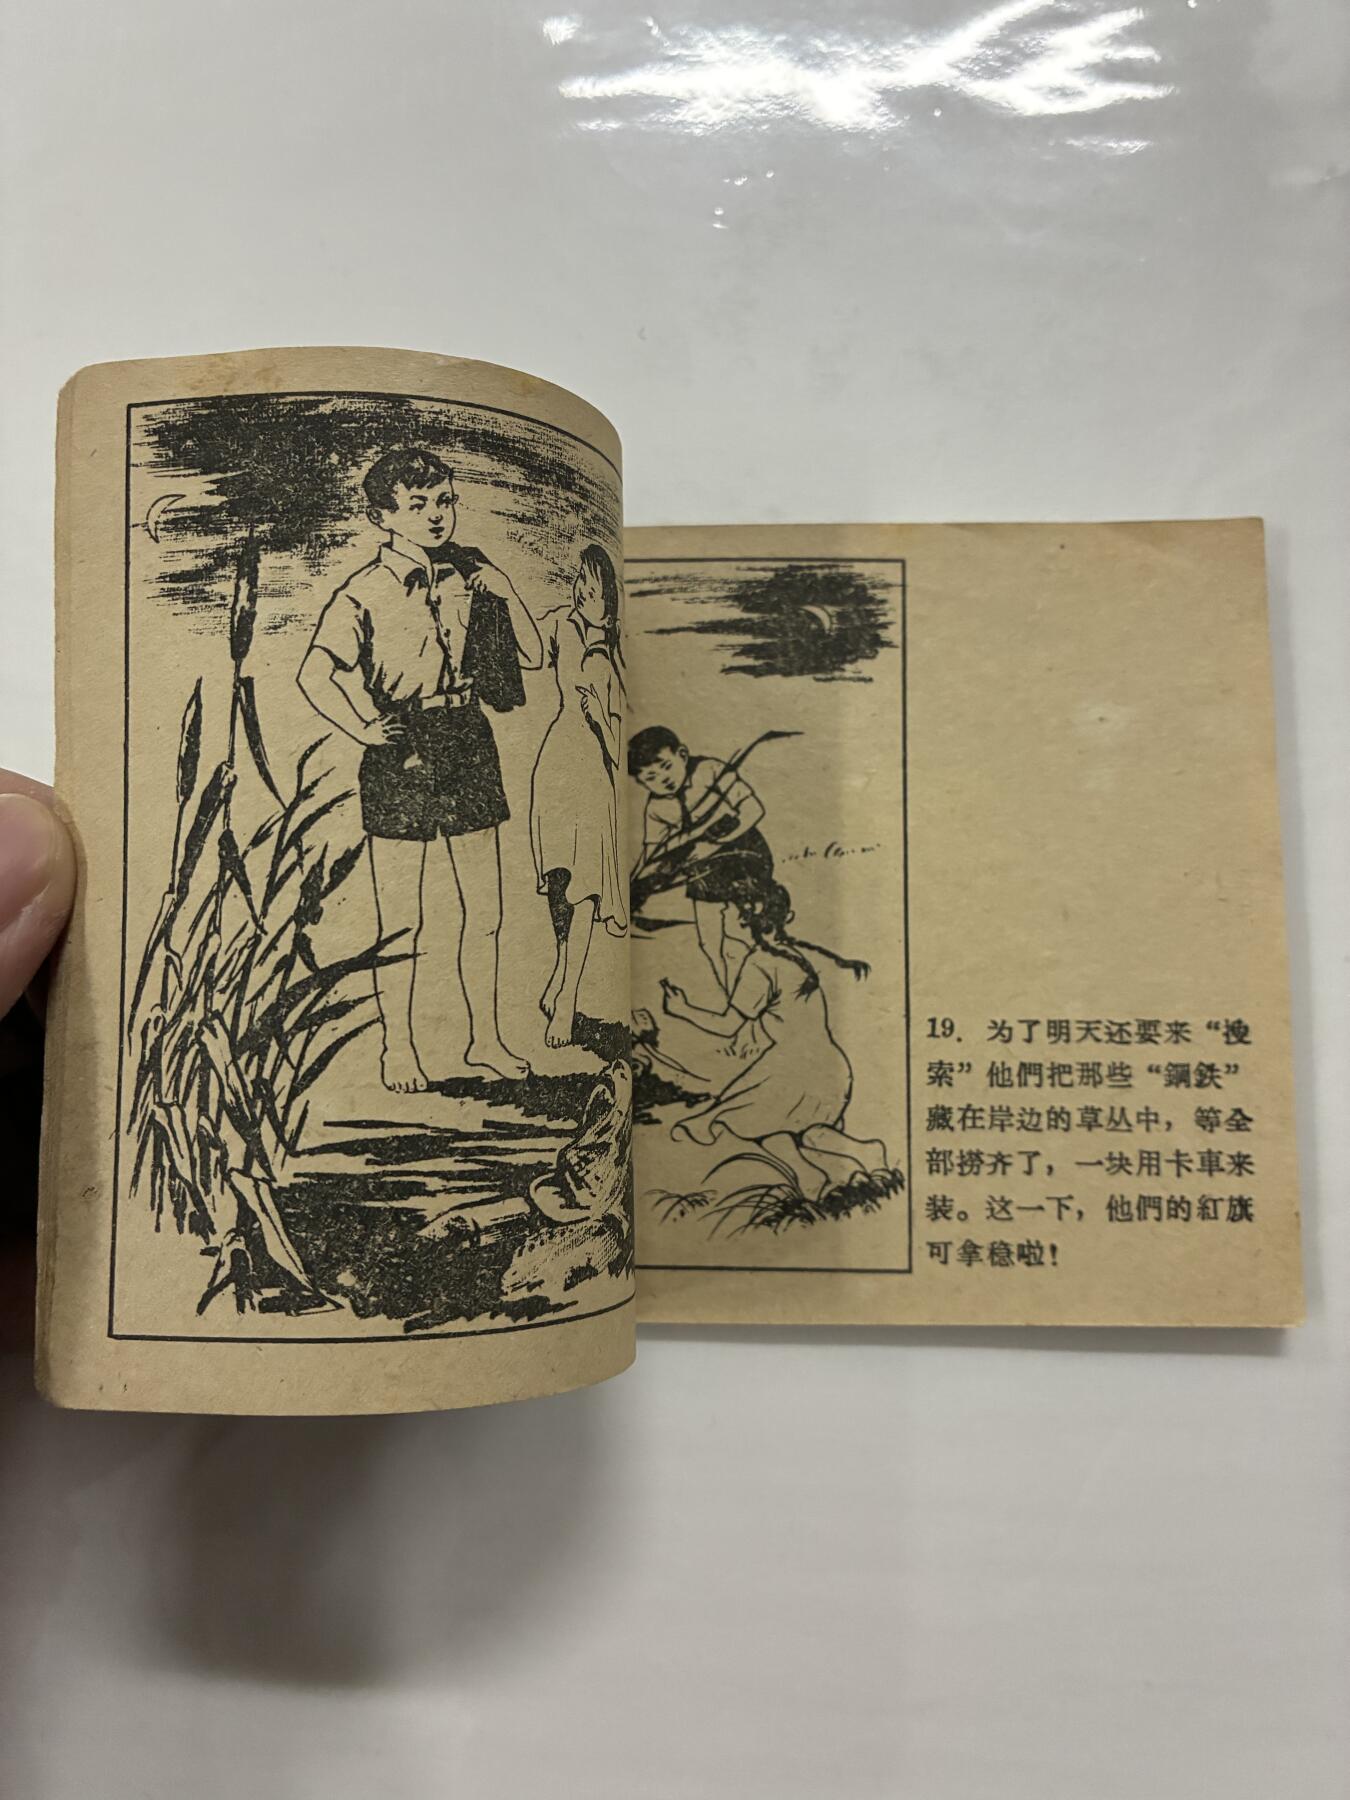 19. 为了明天还要来“搜
索”他們把那些“鋼鉄”
藏在岸边的草丛中，等全
部捞齐了，一块用卡車来
装。这一下，他們的紅旗
可拿稳啦！